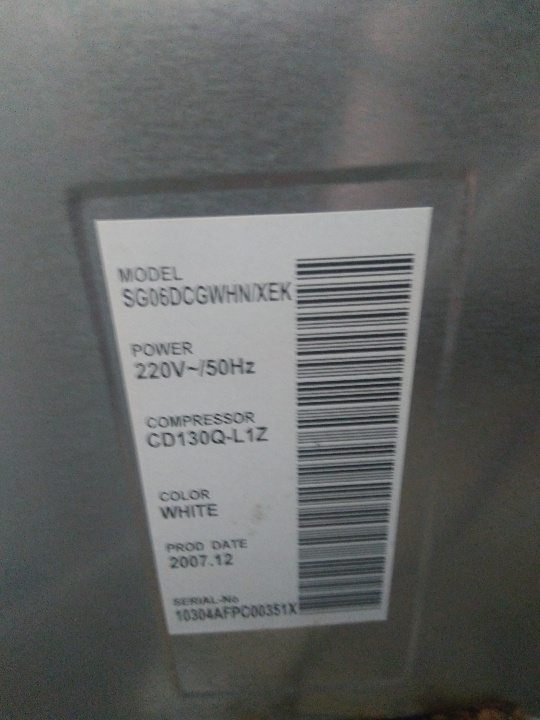 MODEL
SG06DCGWHN/XEK
POWER
220V~/50Hz
COMPRESSOR
CD130Q-L1Z
COLOR
WHITE
PROD DATE
2007.12
SERIAL-No
10304AFPC00351X